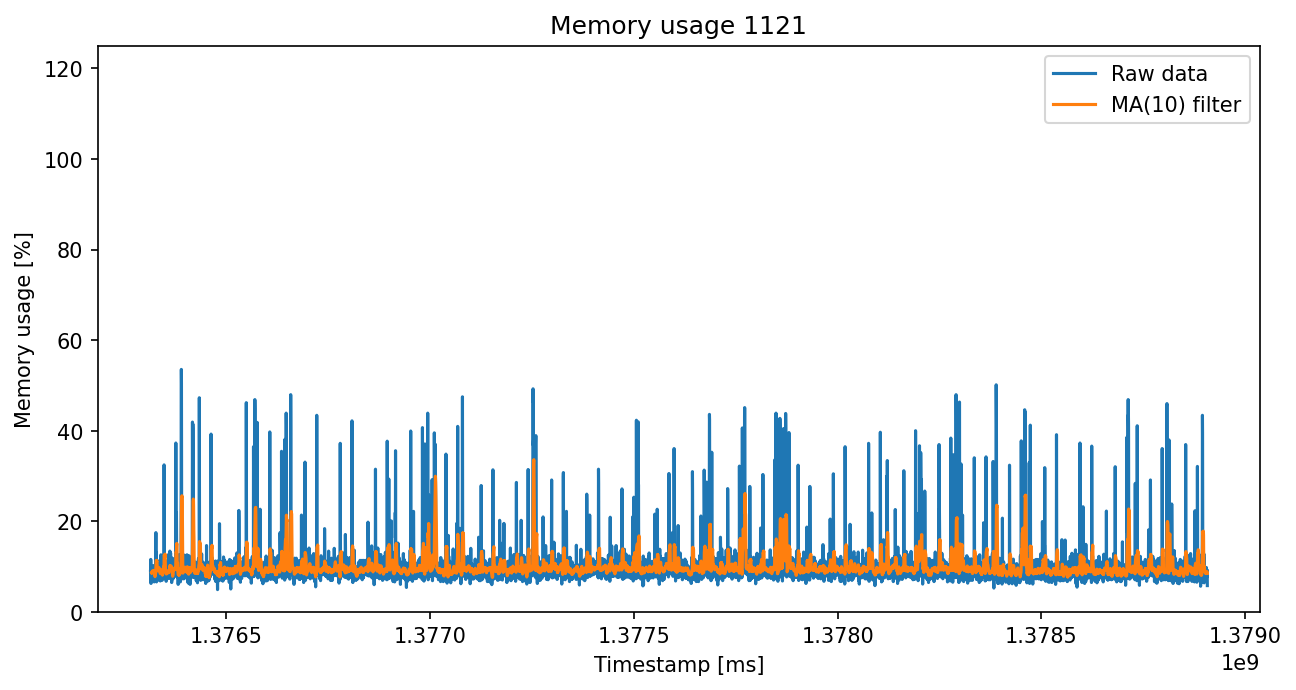 Memory usage 1121
Raw data
MA(10) filter
Memory usage [%]
120
100
80
60
40
20
0
1.3765 1.3770 1.3775 1.3780 1.3785 1.3790
1e9
Timestamp [ms]